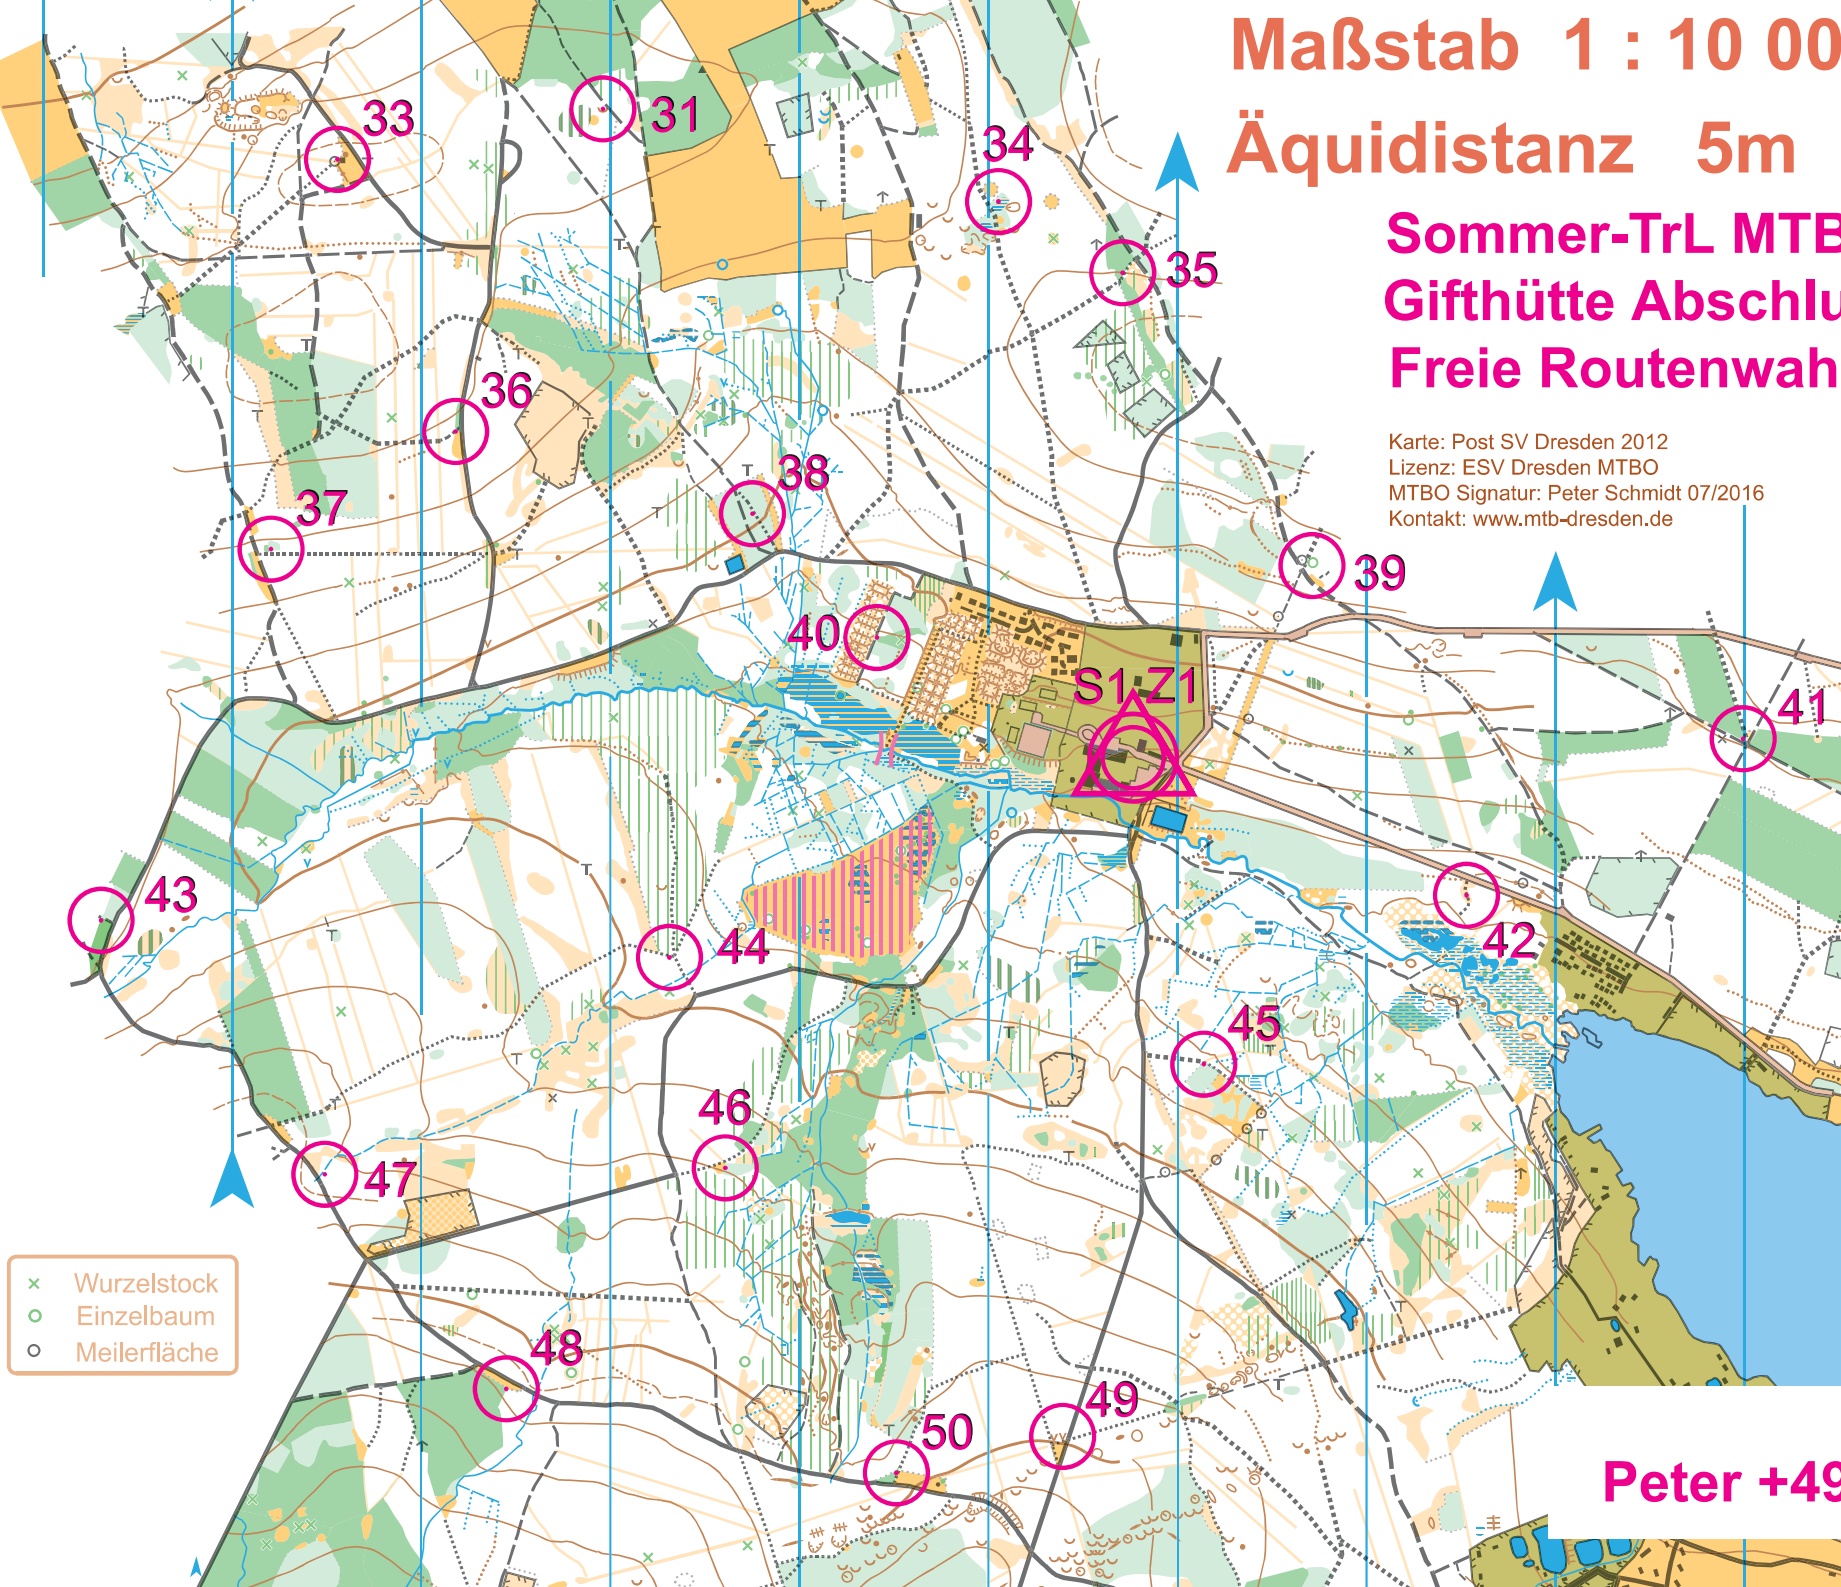 Maßstab 1 : 10 00
Äquidistanz 5m
Sommer-TrL MTB
Gifthütte Abschlu
Freie Routenwah
Karte: Post SV Dresden 2012
Lizenz: ESV Dresden MTBO
MTBO Signatur: Peter Schmidt 07/2016
Kontakt: www.mtb-dresden.de
33
31
34
35
36
38
37
39
40
S1 Z1
41
43
42
44
45
46
47
48
49
50
× Wurzelstock
o Einzelbaum
o Meilerfläche
Peter +49